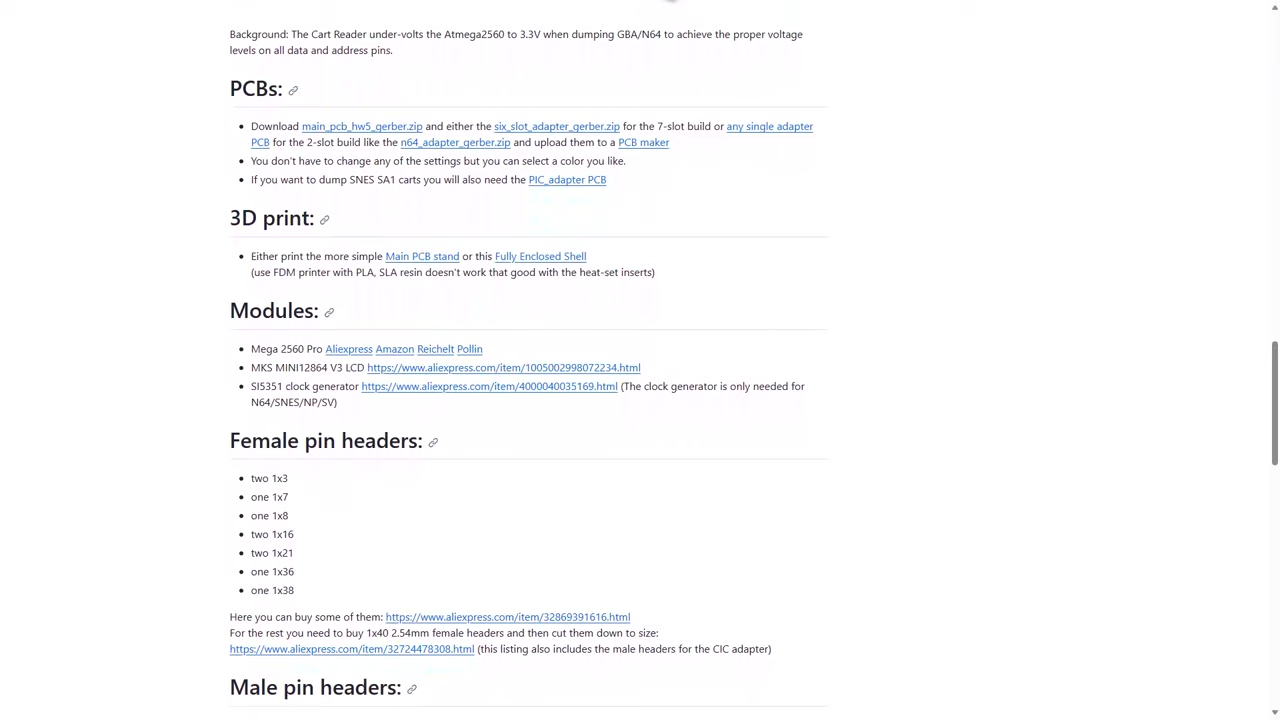 Background: The Cart Reader under-volts the Atmega2560 to 3.3V when dumping GBA/N64 to achieve the proper voltage
levels on all data and address pins.
PCBs:
Download main_pcb_hw5_gerber.zip and either the six_slot_adapter_gerber.zip for the 7-slot build or any single adapter
PCB for the 2-slot build like the n64_adapter_gerber.zip and upload them to a PCB maker
You don't have to change any of the settings but you can select a color you like.
If you want to dump SNES SA1 carts you will also need the PIC_adapter PCB
3D print:
Either print the more simple Main PCB stand or this Fully Enclosed Shell
(use FDM printer with PLA, SLA resin doesn't work that good with the heat-set inserts)
Modules:
Mega 2560 Pro Aliexpress Amazon Reichelt Pollin
MKS MINI12864 V3 LCD https://www.aliexpress.com/item/1005002998072234.html
SI5351 clock generator https://www.aliexpress.com/item/4000040035169.html (The clock generator is only needed for
N64/SNES/NP/SV)
Female pin headers:
two 1x3
one 1x7
one 1x8
two 1x16
two 1x21
one 1x36
one 1x38
Here you can buy some of them: https://www.aliexpress.com/item/32869391616.html
For the rest you need to buy 1x40 2.54mm female headers and then cut them down to size:
https://www.aliexpress.com/item/32724478308.html (this listing also includes the male headers for the CIC adapter)
Male pin headers: